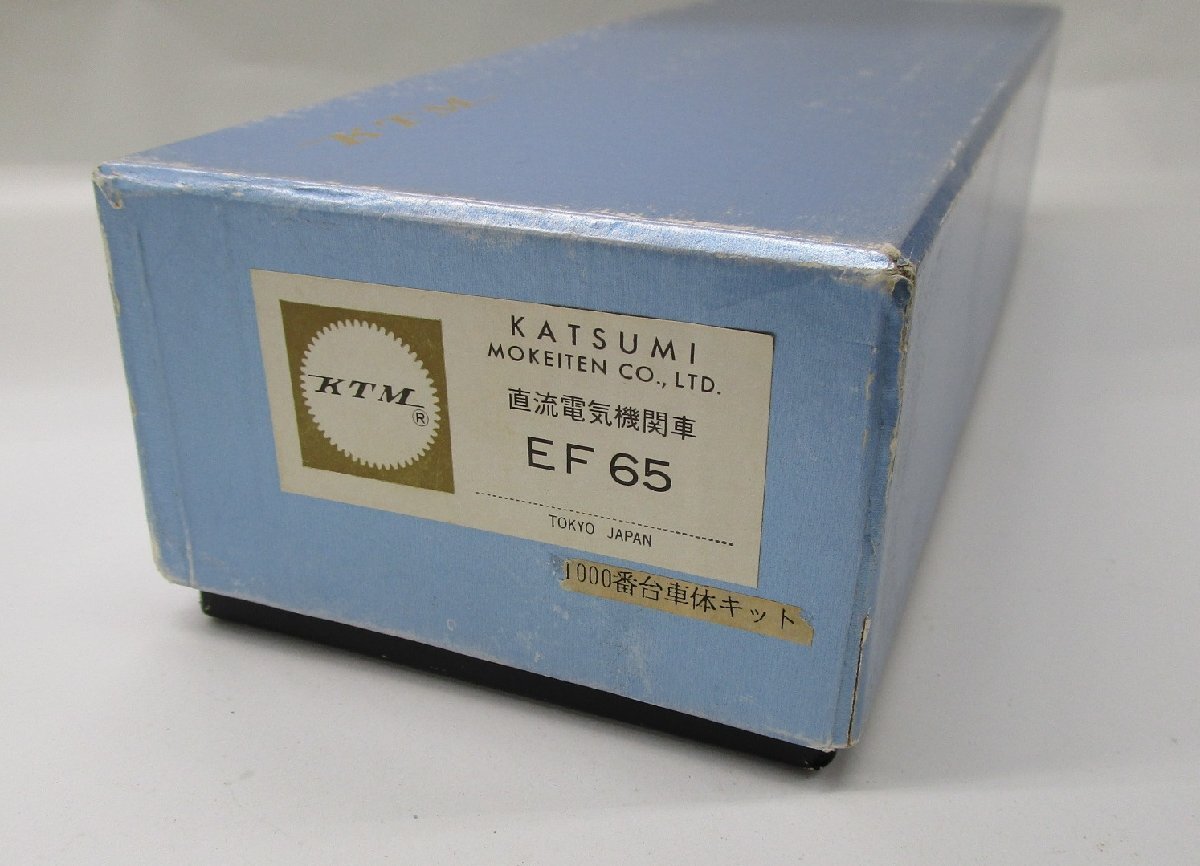 KTM
KTM
®
KATSUMI
MOKEITEN CO., LTD.
直流電気機関車
EF 65
TOKYO JAPAN
1000番台車体キット